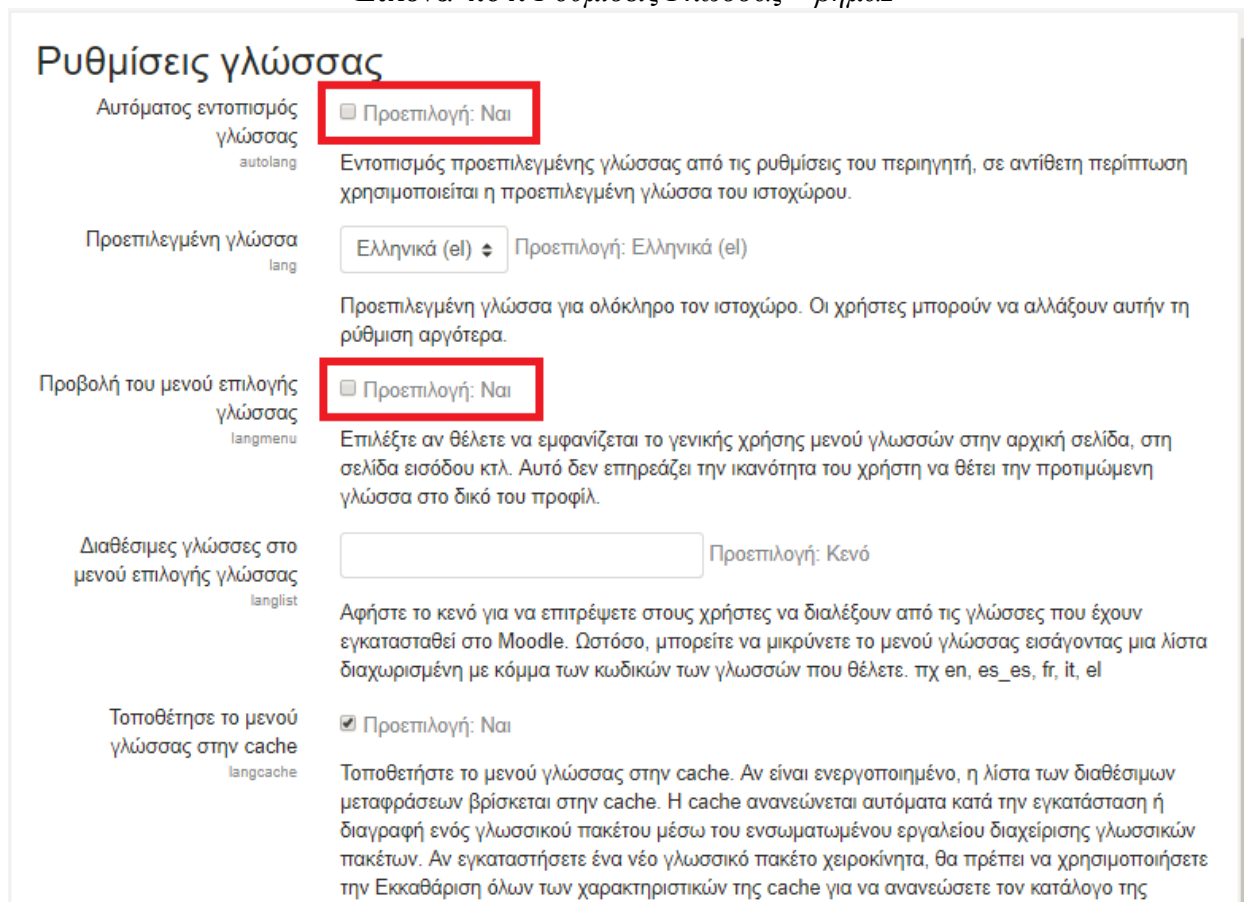 Ρυθμίσεις γλώσσας
Αυτόματος εντοπισμός
γλώσσας
autolang
Προεπιλογή: Ναι
Εντοπισμός προεπιλεγμένης γλώσσας από τις ρυθμίσεις του περιηγητή, σε αντίθετη περίπτωση
χρησιμοποιείται η προεπιλεγμένη γλώσσα του ιστοχώρου.
Προεπιλεγμένη γλώσσα
lang
Ελληνικά (el) Προεπιλογή: Ελληνικά (el)
Προεπιλεγμένη γλώσσα για ολόκληρο τον ιστοχώρο. Οι χρήστες μπορούν να αλλάξουν αυτήν τη
ρύθμιση αργότερα.
Προβολή του μενού επιλογής
γλώσσας
langmenu
Προεπιλογή: Ναι
Επιλέξτε αν θέλετε να εμφανίζεται το γενικής χρήσης μενού γλωσσών στην αρχική σελίδα, στη
σελίδα εισόδου κτλ. Αυτό δεν επηρεάζει την ικανότητα του χρήστη να θέτει την προτιμώμενη
γλώσσα στο δικό του προφίλ.
Διαθέσιμες γλώσσες στο
μενού επιλογής γλώσσας
langlist
Προεπιλογή: Κενό
Αφήστε το κενό για να επιτρέψετε στους χρήστες να διαλέξουν από τις γλώσσες που έχουν
εγκατασταθεί στο Moodle. Ωστόσο, μπορείτε να μικρύνετε το μενού γλώσσας εισάγοντας μια λίστα
διαχωρισμένη με κόμμα των κωδικών των γλωσσών που θέλετε. πχ en, es_es, fr, it, el
Τοποθέτησε το μενού
γλώσσας στην cache
langcache
Προεπιλογή: Ναι
Τοποθετήστε το μενού γλώσσας στην cache. Αν είναι ενεργοποιημένο, η λίστα των διαθέσιμων
μεταφράσεων βρίσκεται στην cache. Η cache ανανεώνεται αυτόματα κατά την εγκατάσταση ή
διαγραφή ενός γλωσσικού πακέτου μέσω του ενσωματωμένου εργαλείου διαχείρισης γλωσσικών
πακέτων. Αν εγκαταστήσετε ένα νέο γλωσσικό πακέτο χειροκίνητα, θα πρέπει να χρησιμοποιήσετε
την Εκκαθάριση όλων των χαρακτηριστικών της cache για να ανανεώσετε τον κατάλογο της